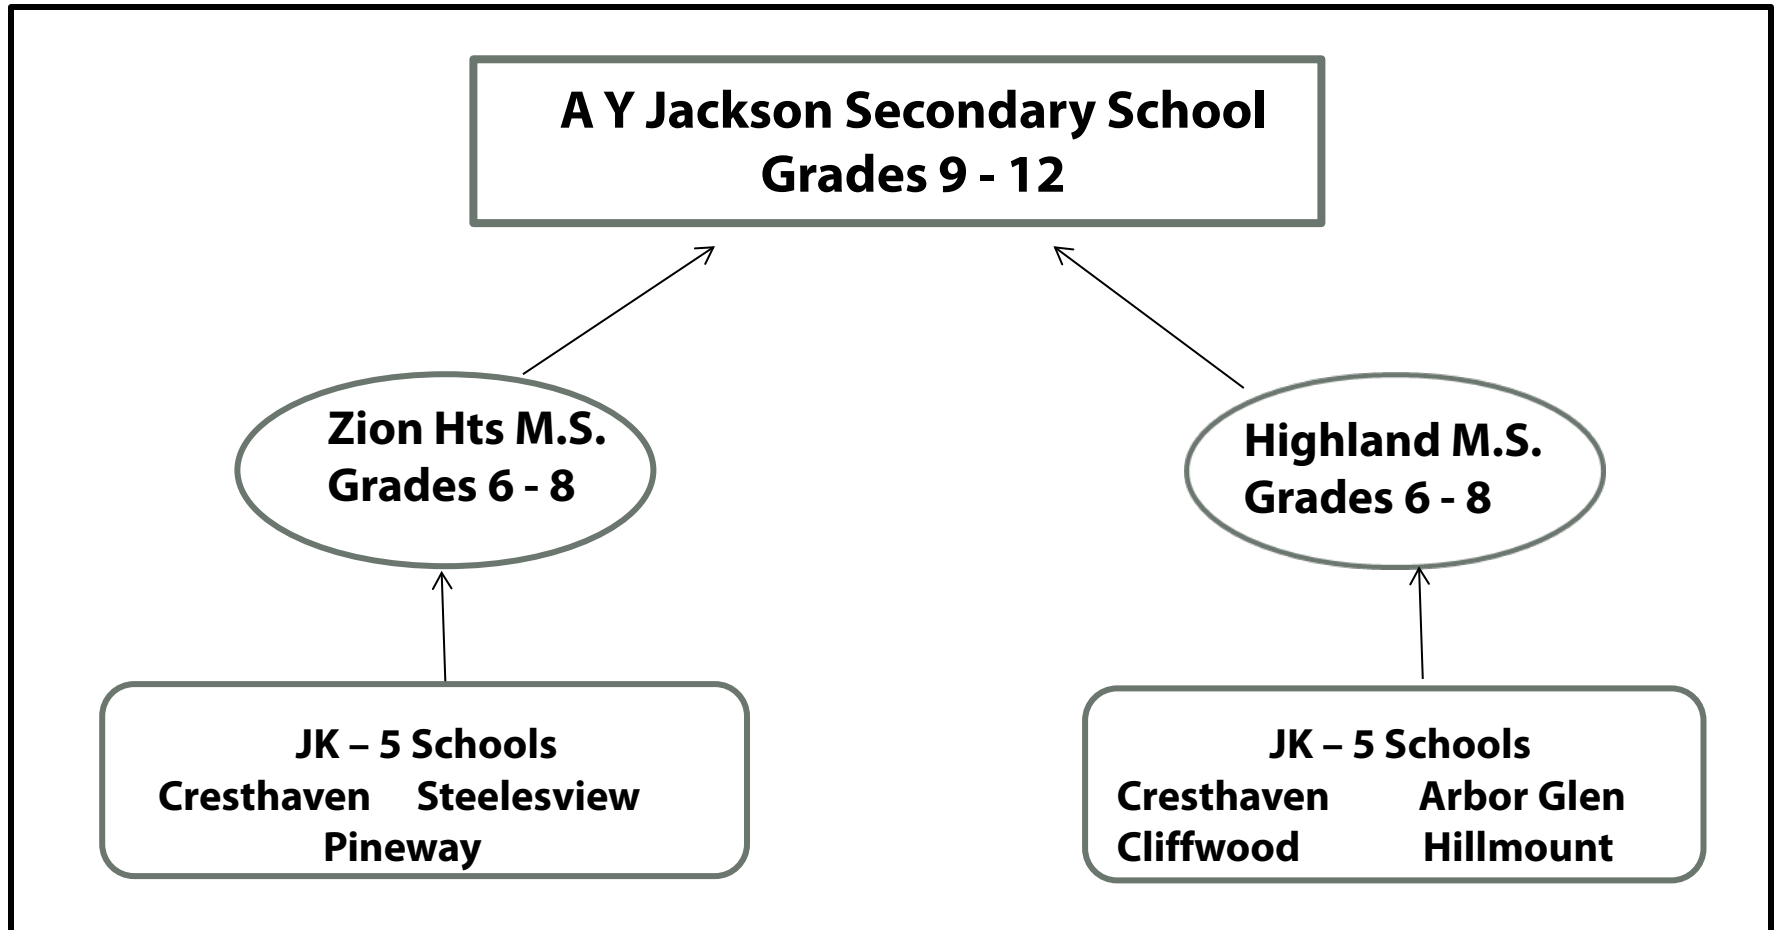 A Y Jackson Secondary School
Grades 9 - 12
Zion Hts M.S.
Grades 6 - 8
Highland M.S.
Grades 6 - 8
JK – 5 Schools
Cresthaven Steelesview
Pineway
JK – 5 Schools
Cresthaven Arbor Glen
Cliffwood Hillmount